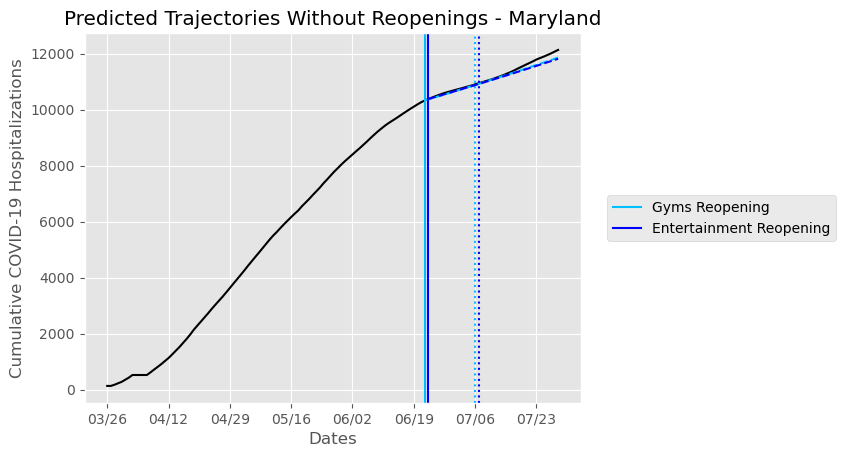 Predicted Trajectories Without Reopenings - Maryland
Cumulative COVID-19 Hospitalizations
12000
10000
8000
6000
4000
2000
0
03/26 04/12 04/29 05/16 06/02 06/19 07/06 07/23
Dates
Gyms Reopening
Entertainment Reopening